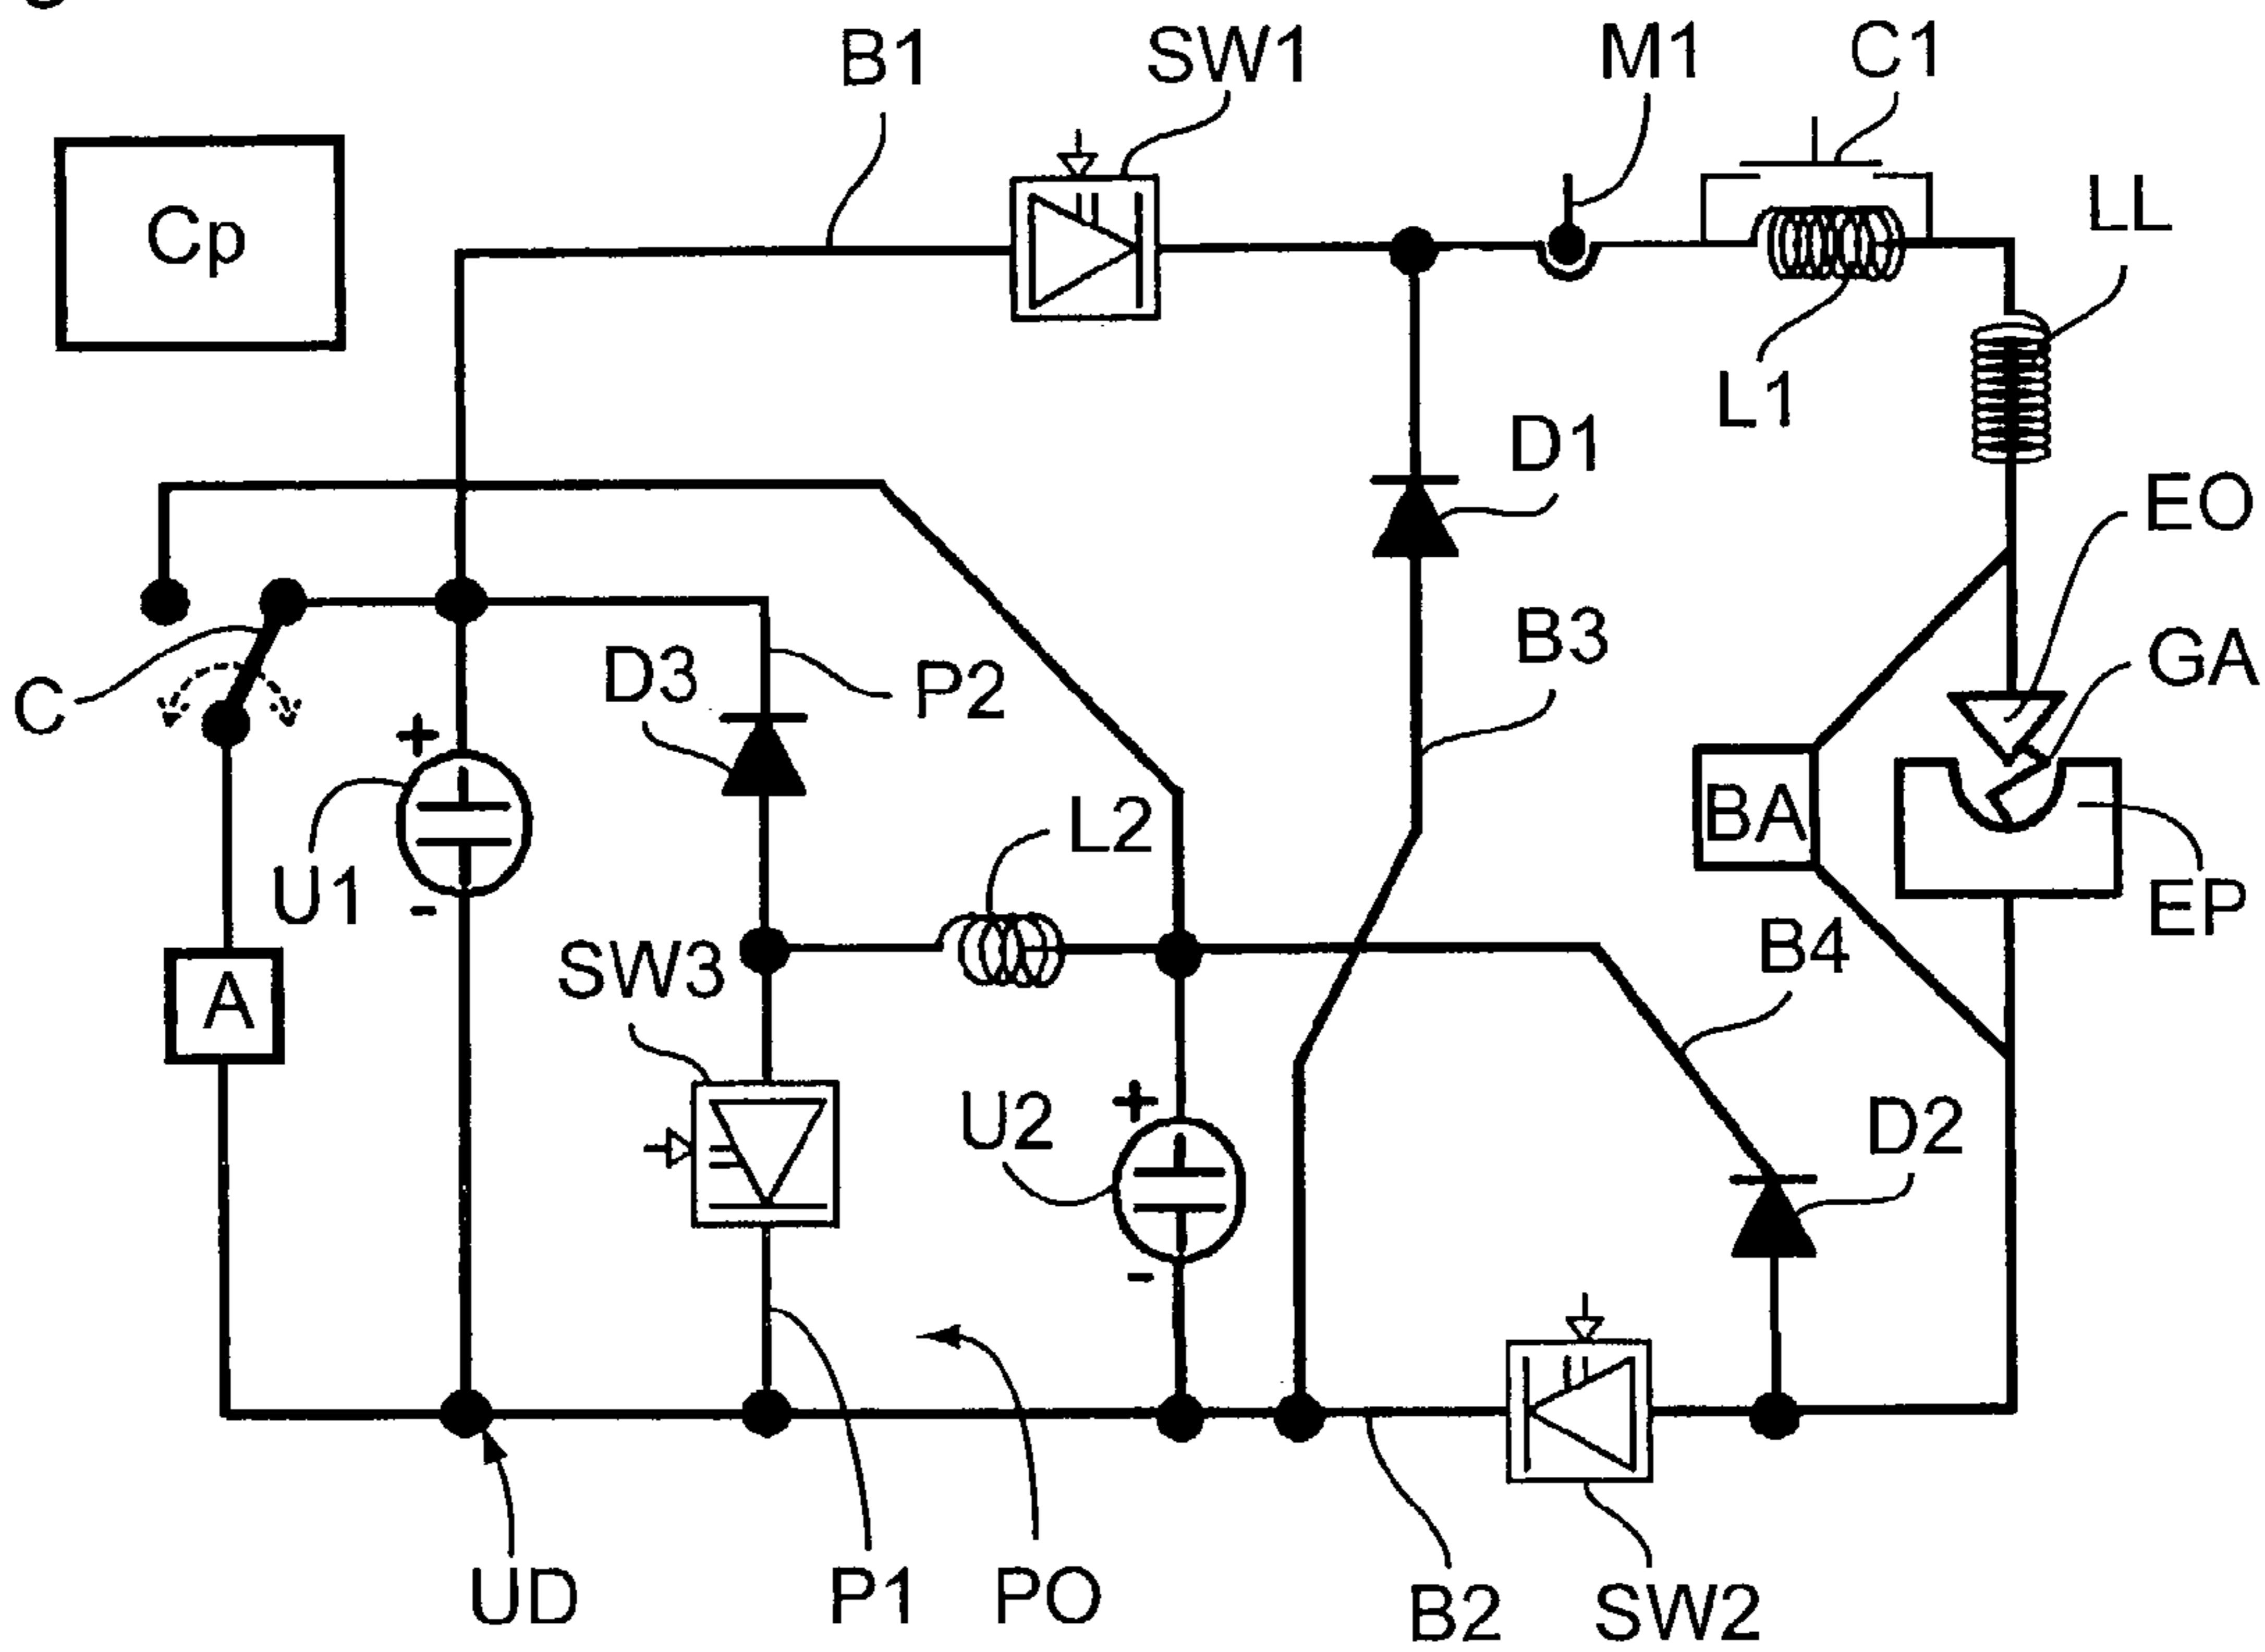 B1 SW1 M1 C1
Cp
LL
L1
D1
EO
B3
GA
D3
P2
C
L2
BA
U1
EP
SW3
B4
A
U2
D2
+
-
+
-
UD
P1
PO
B2
SW2